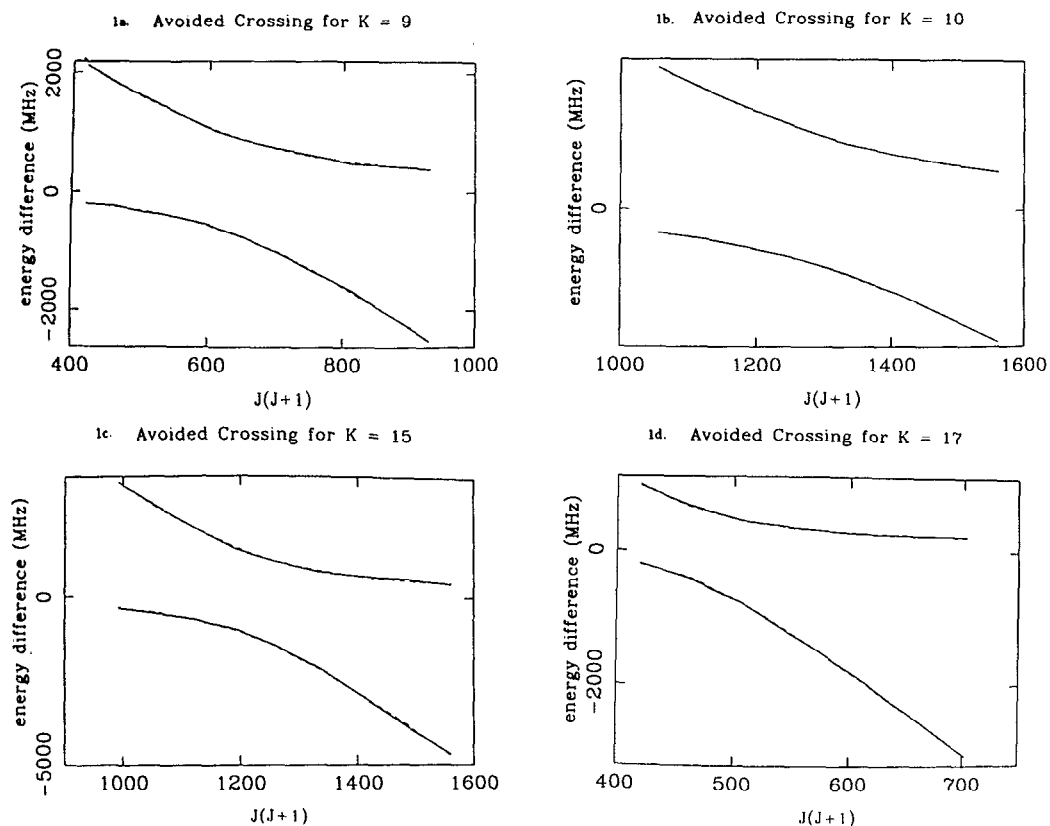 1a. Avoided Crossing for K = 9
energy difference (MHz)
2000
0
-2000
400 600 800 1000
J(J+1)
1b. Avoided Crossing for K = 10
energy difference (MHz)
0
1000 1200 1400 1600
J(J+1)
1c. Avoided Crossing for K = 15
energy difference (MHz)
0
-5000
1000 1200 1400 1600
J(J+1)
1d. Avoided Crossing for K = 17
energy difference (MHz)
0
-2000
400 500 600 700
J(J+1)